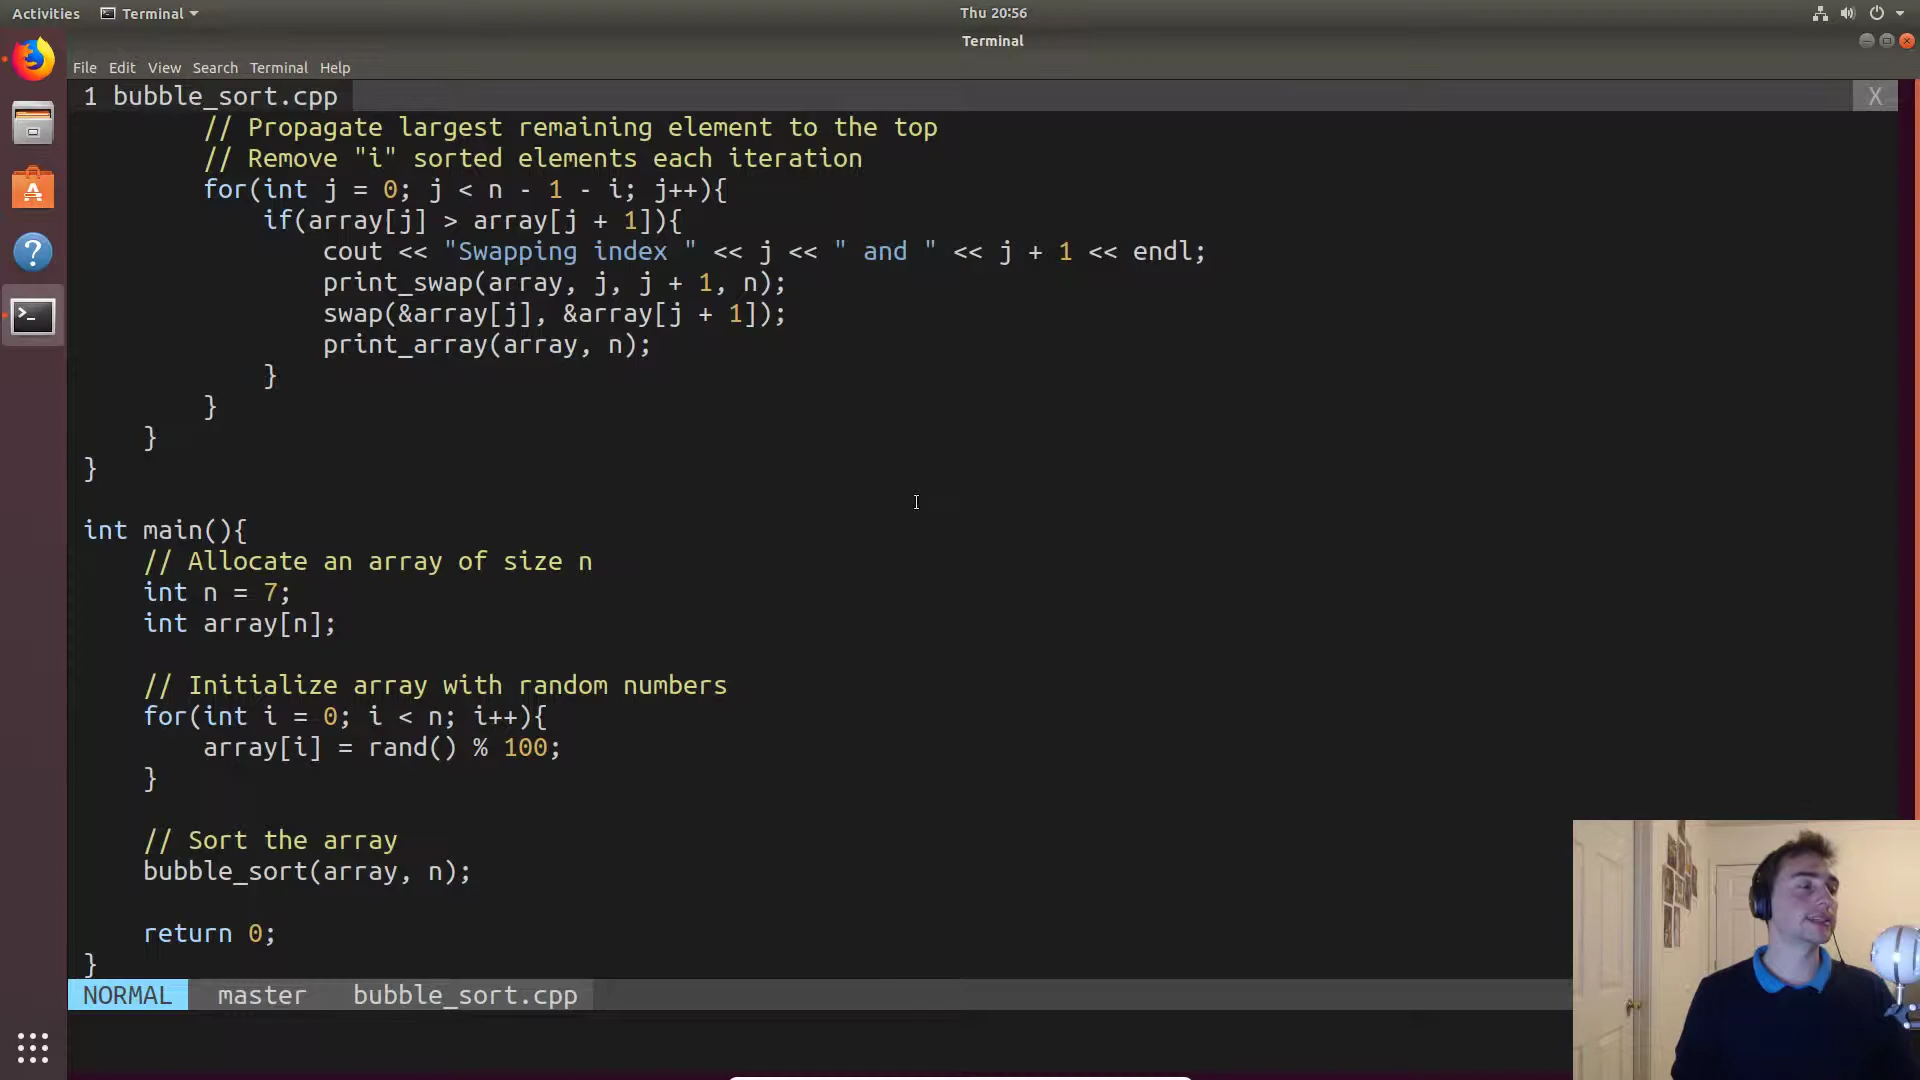 Activities Terminal Thu 20:56
Terminal
File Edit View Search Terminal Help
1 bubble_sort.cpp X
// Propagate largest remaining element to the top
// Remove "i" sorted elements each iteration
for(int j = 0; j < n - 1 - i; j++){
if(array[j] > array[j + 1]){
cout << "Swapping index " << j << " and " << j + 1 << endl;
print_swap(array, j, j + 1, n);
swap(&array[j], &array[j + 1]);
print_array(array, n);
}
}
}
}
int main(){
// Allocate an array of size n
int n = 7;
int array[n];
// Initialize array with random numbers
for(int i = 0; i < n; i++){
array[i] = rand() % 100;
}
// Sort the array
bubble_sort(array, n);
return 0;
}
NORMAL master bubble_sort.cpp